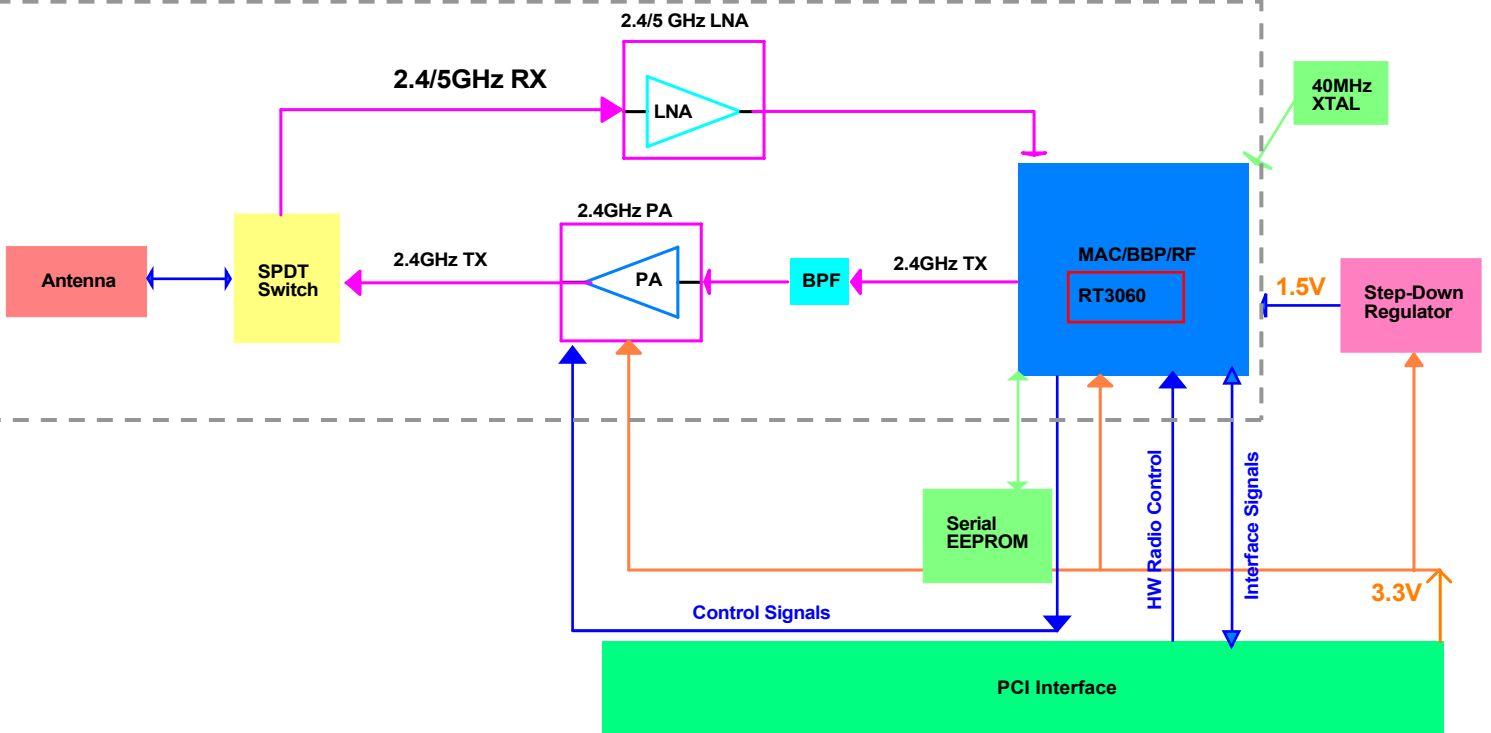 2.4/5 GHz LNA
2.4/5GHz RX
40MHz
XTAL
LNA
2.4GHz PA
MAC/BBP/RF
2.4GHz TX
2.4GHz TX
SPDT
Switch
Antenna
PA
BPF
RT3060
1.5V
Step-Down
Regulator
HW Radio Control
Interface Signals
Serial
EEPROM
3.3V
Control Signals
PCI Interface